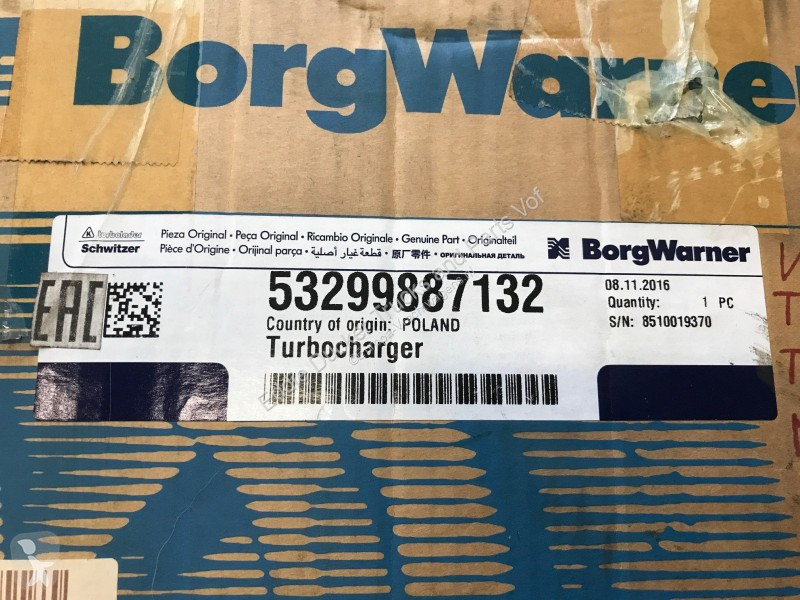 BorgWarner
turbolader
Schwitzer
Pieza Original • Peça Original • Ricambio Originale • Genuine Part • Originalteil
Pièce d'Origine • Orijinal parça • قطعة غيار أصلية • 原厂零件 • ОРИГИНАЛЬНАЯ ДЕТАЛЬ
BorgWarner
EAC
53299887132
Country of origin: POLAND
Turbocharger
08.11.2016
Quantity: 1 PC
S/N: 8510019370